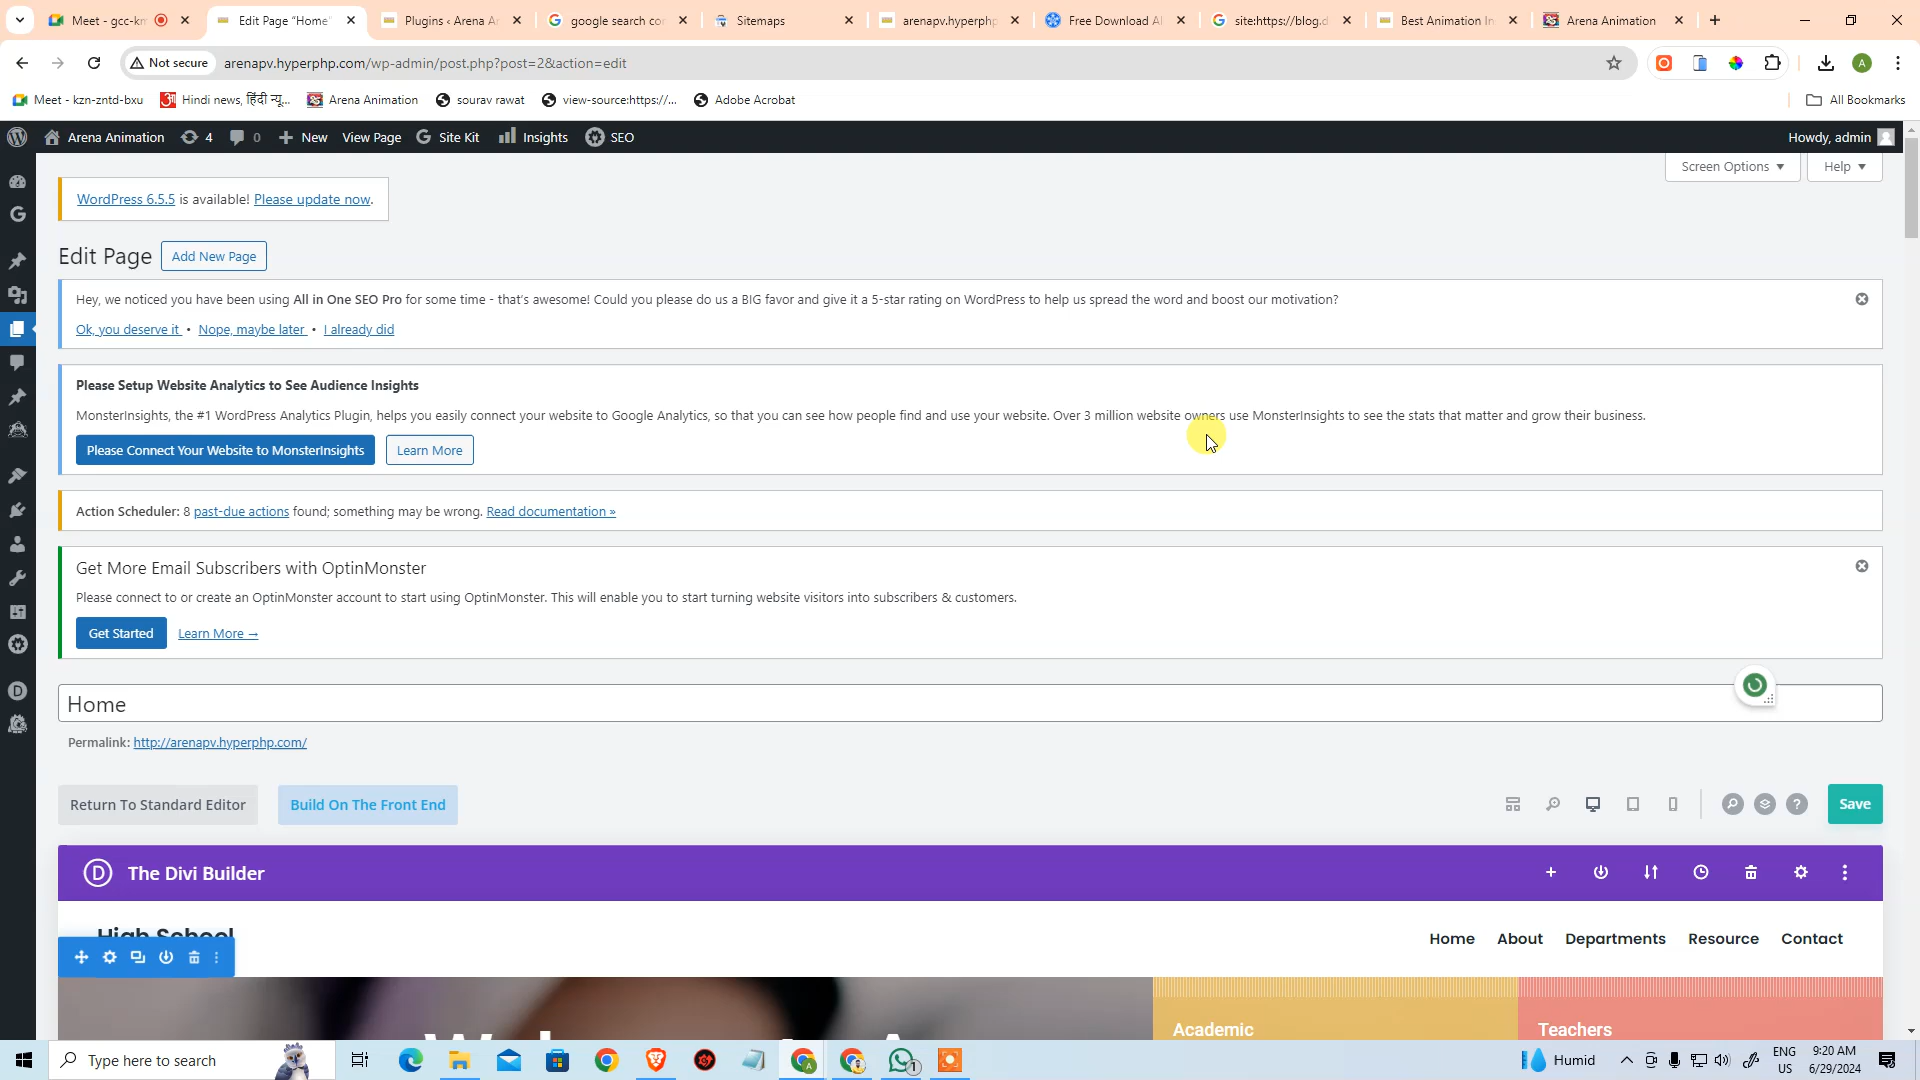 Meet - gcc-km
Edit Page "Home"
Plugins ‹ Arena A
google search co
Sitemaps
arenapv.hyperphp
Free Download A
site:https://blog.d
Best Animation In
Arena Animation
Not secure
arenapv.hyperphp.com/wp-admin/post.php?post=2&action=edit
A
Meet - kzn-zntd-bxu
Hindi news, हिंदी न्यू...
Arena Animation
sourav rawat
view-source:https://...
Adobe Acrobat
All Bookmarks
Arena Animation
4
0
New
View Page
Site Kit
Insights
SEO
Howdy, admin
Screen Options
Help
WordPress 6.5.5 is available! Please update now.
Edit Page
Add New Page
Hey, we noticed you have been using All in One SEO Pro for some time - that's awesome! Could you please do us a BIG favor and give it a 5-star rating on WordPress to help us spread the word and boost our motivation?
Ok, you deserve it • Nope, maybe later • I already did
Please Setup Website Analytics to See Audience Insights
MonsterInsights, the #1 WordPress Analytics Plugin, helps you easily connect your website to Google Analytics, so that you can see how people find and use your website. Over 3 million website owners use MonsterInsights to see the stats that matter and grow their business.
Please Connect Your Website to MonsterInsights
Learn More
Action Scheduler: 8 past-due actions found; something may be wrong. Read documentation »
Get More Email Subscribers with OptinMonster
Please connect to or create an OptinMonster account to start using OptinMonster. This will enable you to start turning website visitors into subscribers & customers.
Get Started
Learn More →
Home
Permalink: http://arenapv.hyperphp.com/
Return To Standard Editor
Build On The Front End
Save
D
The Divi Builder
High School
Home
About
Departments
Resource
Contact
Academic
Teachers
Type here to search
1
Humid
ENG
US
9:20 AM
6/29/2024